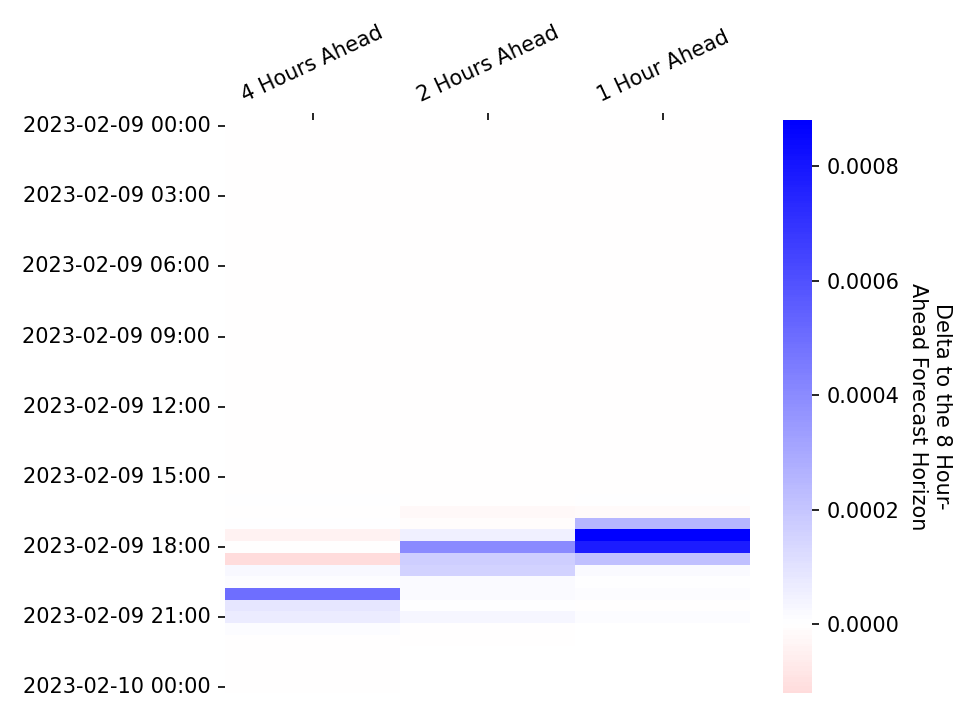 4 Hours Ahead
2 Hours Ahead
1 Hour Ahead
2023-02-09 00:00
2023-02-09 03:00
2023-02-09 06:00
2023-02-09 09:00
2023-02-09 12:00
2023-02-09 15:00
2023-02-09 18:00
2023-02-09 21:00
2023-02-10 00:00
0.0008
0.0006
0.0004
0.0002
0.0000
Delta to the 8 Hour-
Ahead Forecast Horizon